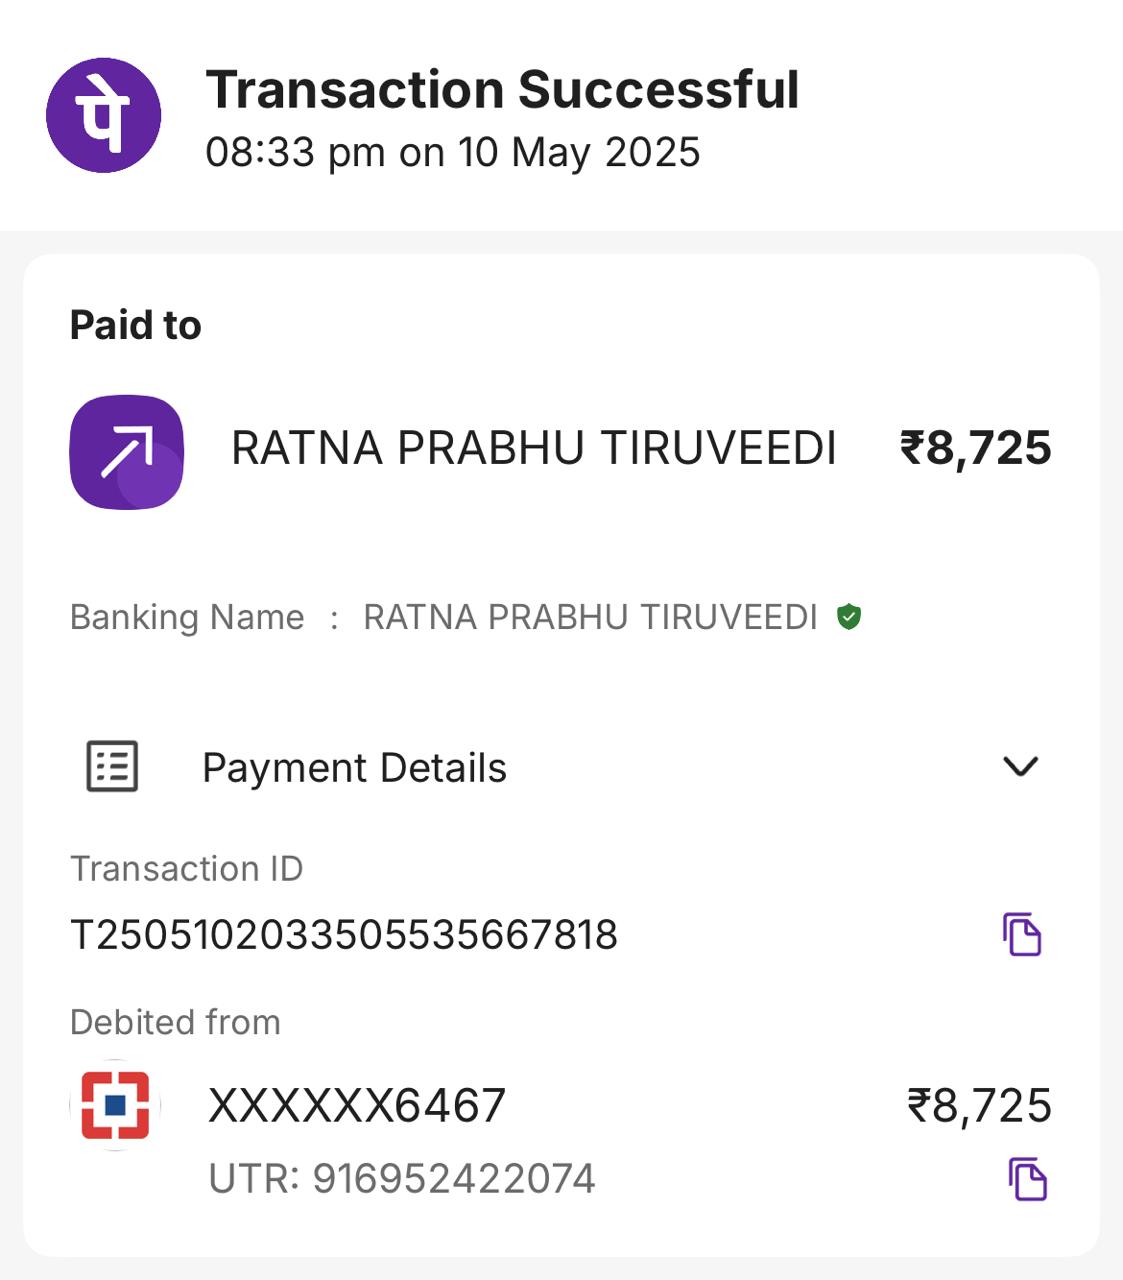 पे
Transaction Successful
08:33 pm on 10 May 2025
Paid to
RATNA PRABHU TIRUVEEDI ₹8,725
Banking Name : RATNA PRABHU TIRUVEEDI
Payment Details
Transaction ID
T2505102033505535667818
Debited from
XXXXXX6467 ₹8,725
UTR: 916952422074